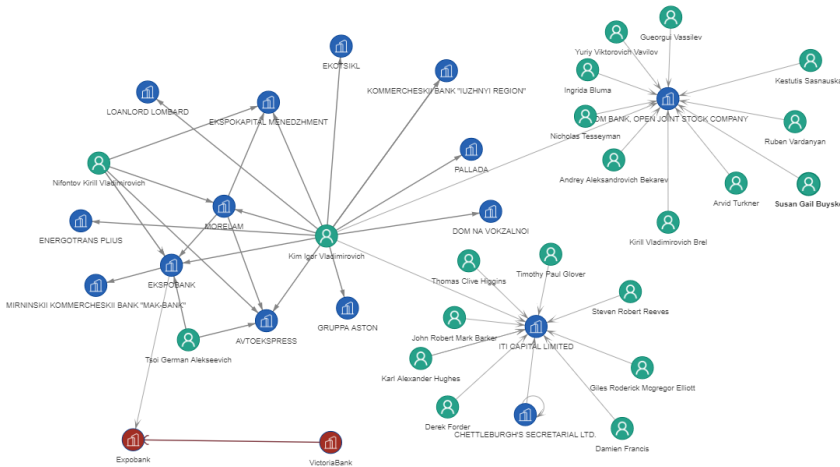 Gueorgui Vassilev
Yuriy Viktorovich Vavilov
EKOTSIKL
Kestutis Sasnauska
Ingrida Bluma
LOANLORD LOMBARD
KOMMERCHESKII BANK "IUZHNYI REGION"
EKSPOKAPITAL MENEDZHMENT
OM BANK, OPEN JOINT STOCK COMPANY
Nicholas Tesseyman
Ruben Vardanyan
PALLADA
Andrey Aleksandrovich Bekarev
Nifontov Kirill Vladimirovich
Arvid Turkner
Susan Gail Buyske
MORELAM
DOM NA VOKZALNOI
ENERGOTRANS PLIUS
Kirill Vladimirovich Brel
Kim Igor Vladimirovich
Timothy Paul Glover
Thomas Clive Higgins
EKSPOBANK
MIRNINSKII KOMMERCHESKII BANK "MAK-BANK"
Steven Robert Reeves
GRUPPA ASTON
John Robert Mark Barker
AVTOEKSPRESS
ITI CAPITAL LIMITED
Tsoi German Alekseevich
Karl Alexander Hughes
Giles Roderick Mcgregor Elliott
Derek Forder
CHETTLEBURGH'S SECRETARIAL LTD.
Damien Francis
Expobank
VictoriaBank